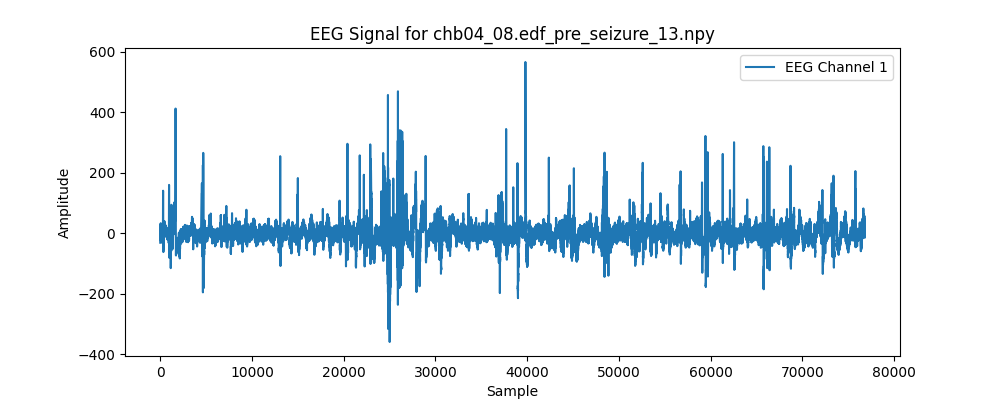 EEG Signal for chb04_08.edf_pre_seizure_13.npy
EEG Channel 1
600
400
200
0
−200
−400
Amplitude
0 10000 20000 30000 40000 50000 60000 70000 80000
Sample